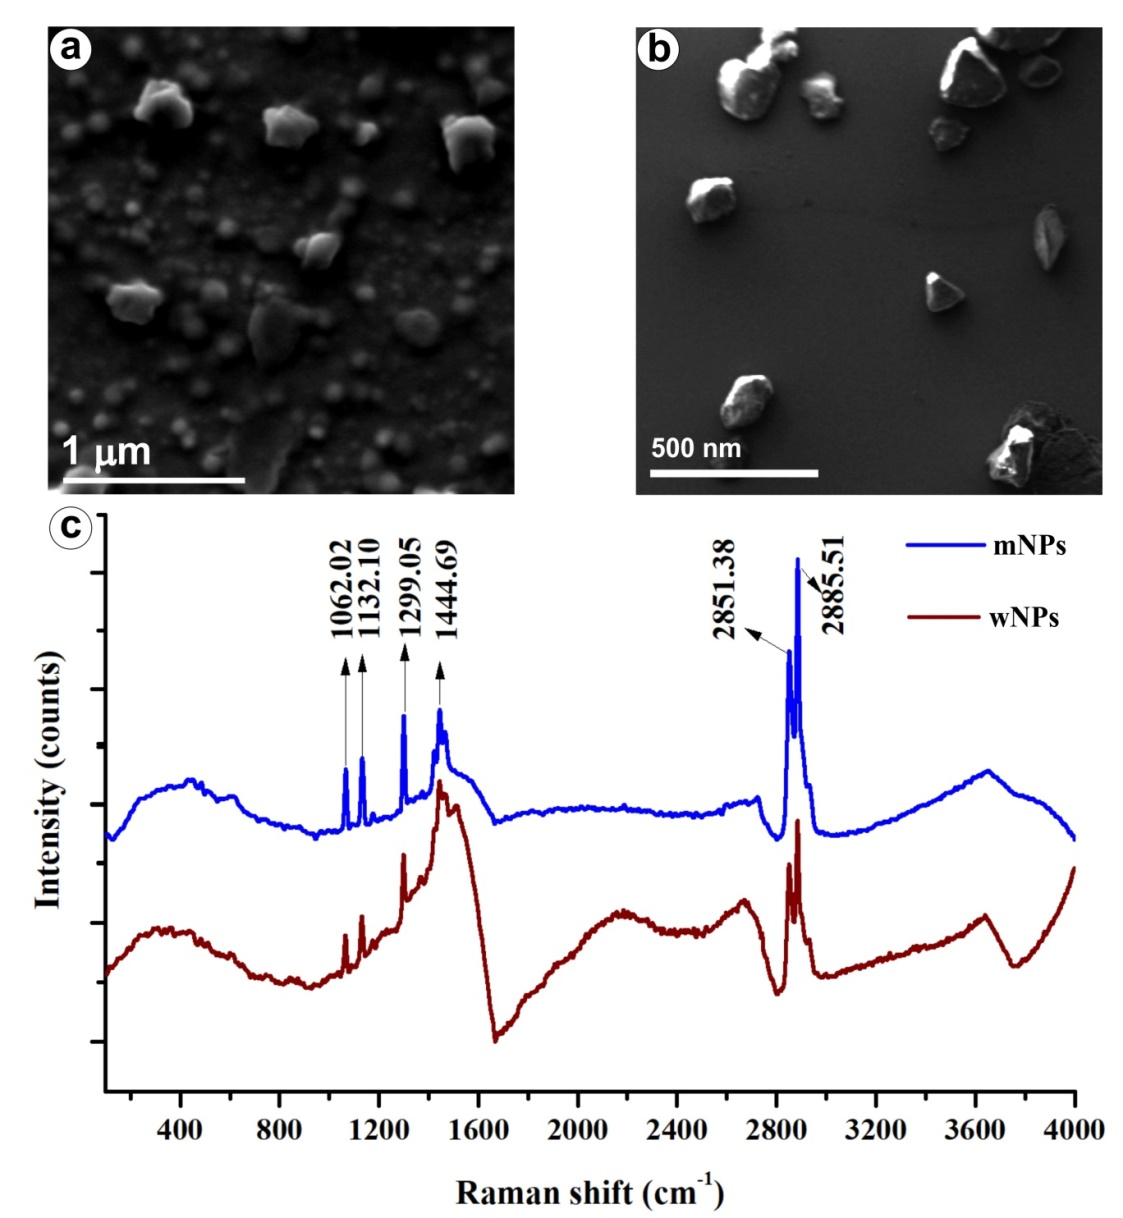 a
b
1 μm
500 nm
c
1062.02
1132.10
1299.05
1444.69
2851.38
2885.51
mNPs
wNPs
Intensity (counts)
400 800 1200 1600 2000 2400 2800 3200 3600 4000
Raman shift (cm⁻¹)